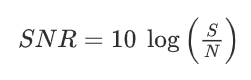 SNR = 10 log(S/N)